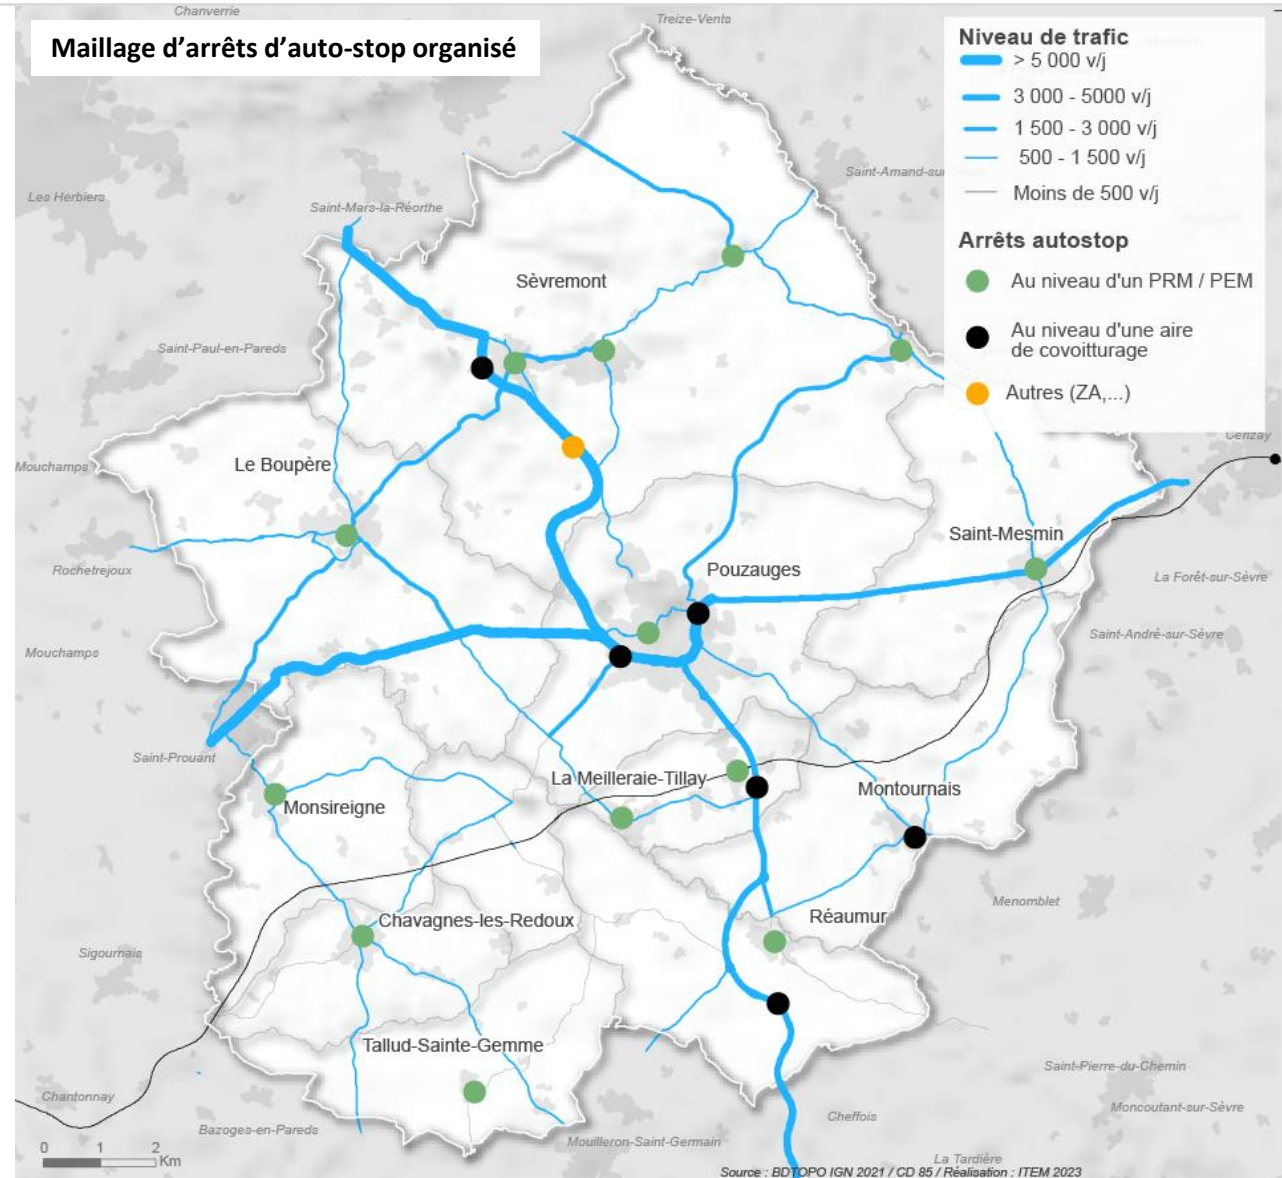 Chanverrie
Treize-Vents
Maillage d'arrêts d'auto-stop organisé
Niveau de trafic
> 5 000 v/j
3 000 - 5000 v/j
1 500 - 3 000 v/j
500 - 1 500 v/j
Moins de 500 v/j
Arrêts autostop
Au niveau d'un PRM / PEM
Au niveau d'une aire
de covoitturage
Autres (ZA,...)
Saint-Amand-su
Les Herbiers
Saint-Mars-la-Réorthe
Sèvremont
Saint-Paul-en-Pareds
Cerizay
Le Boupère
Mouchamps
Saint-Mesmin
Rochetrejoux
Pouzauges
La Forêt-sur-Sèvre
Saint-André-sur-Sèvre
Mouchamps
Saint-Prouant
La Meilleraie-Tillay
Montournais
Monsireigne
Menomblet
Chavagnes-les-Redoux
Réaumur
Sigournais
Tallud-Sainte-Gemme
Saint-Pierre-du-Chemin
Chantonnay
Moncoutant-sur-Sèvre
Cheffois
Bazoges-en-Pareds
Mouilleron-Saint-Germain
0 1 2
Km
La Tardière
Source : BDTOPO IGN 2021 / CD 85 / Réalisation : ITEM 2023